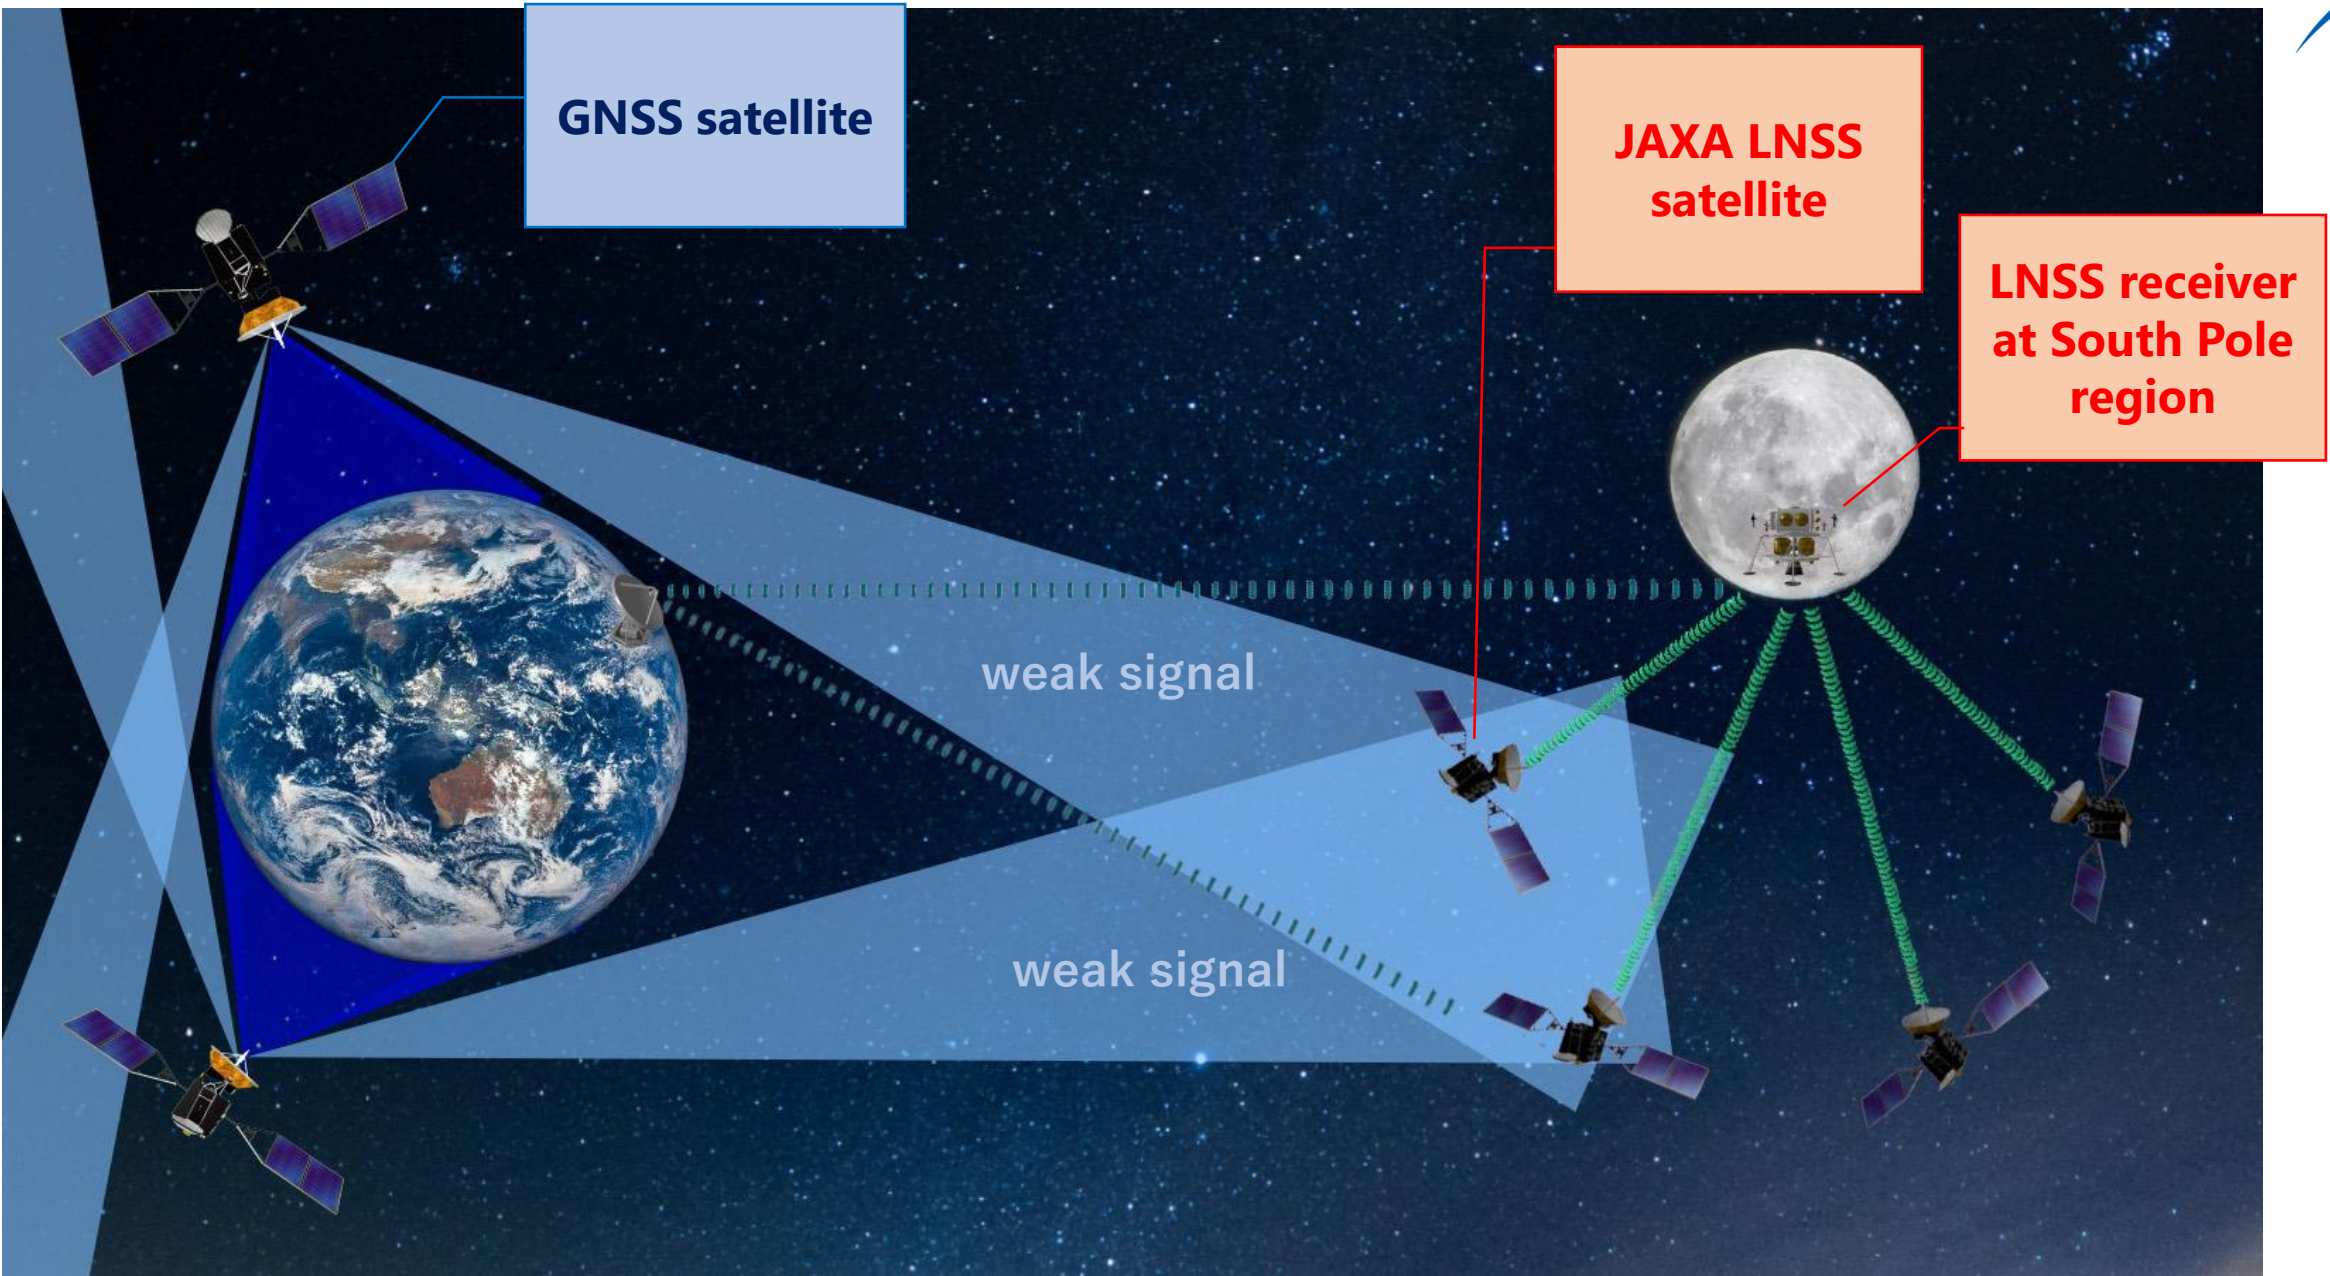 GNSS satellite
JAXA LNSS
satellite
LNSS receiver
at South Pole
region
weak signal
weak signal